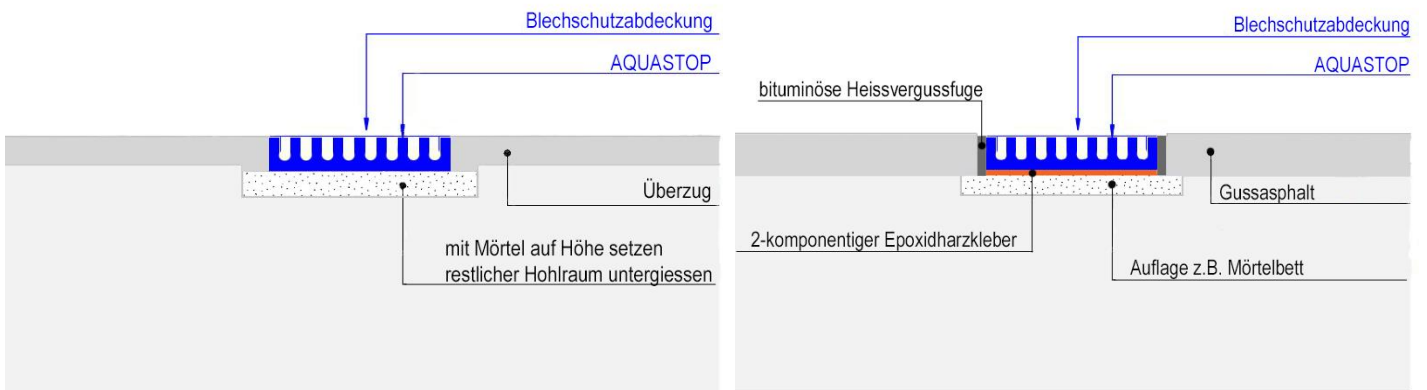 Blechschutzabdeckung
AQUASTOP
Überzug
mit Mörtel auf Höhe setzen
restlicher Hohlraum untergiessen
Blechschutzabdeckung
AQUASTOP
bituminöse Heissvergussfuge
Gussasphalt
2-komponentiger Epoxidharzkleber
Auflage z.B. Mörtelbett